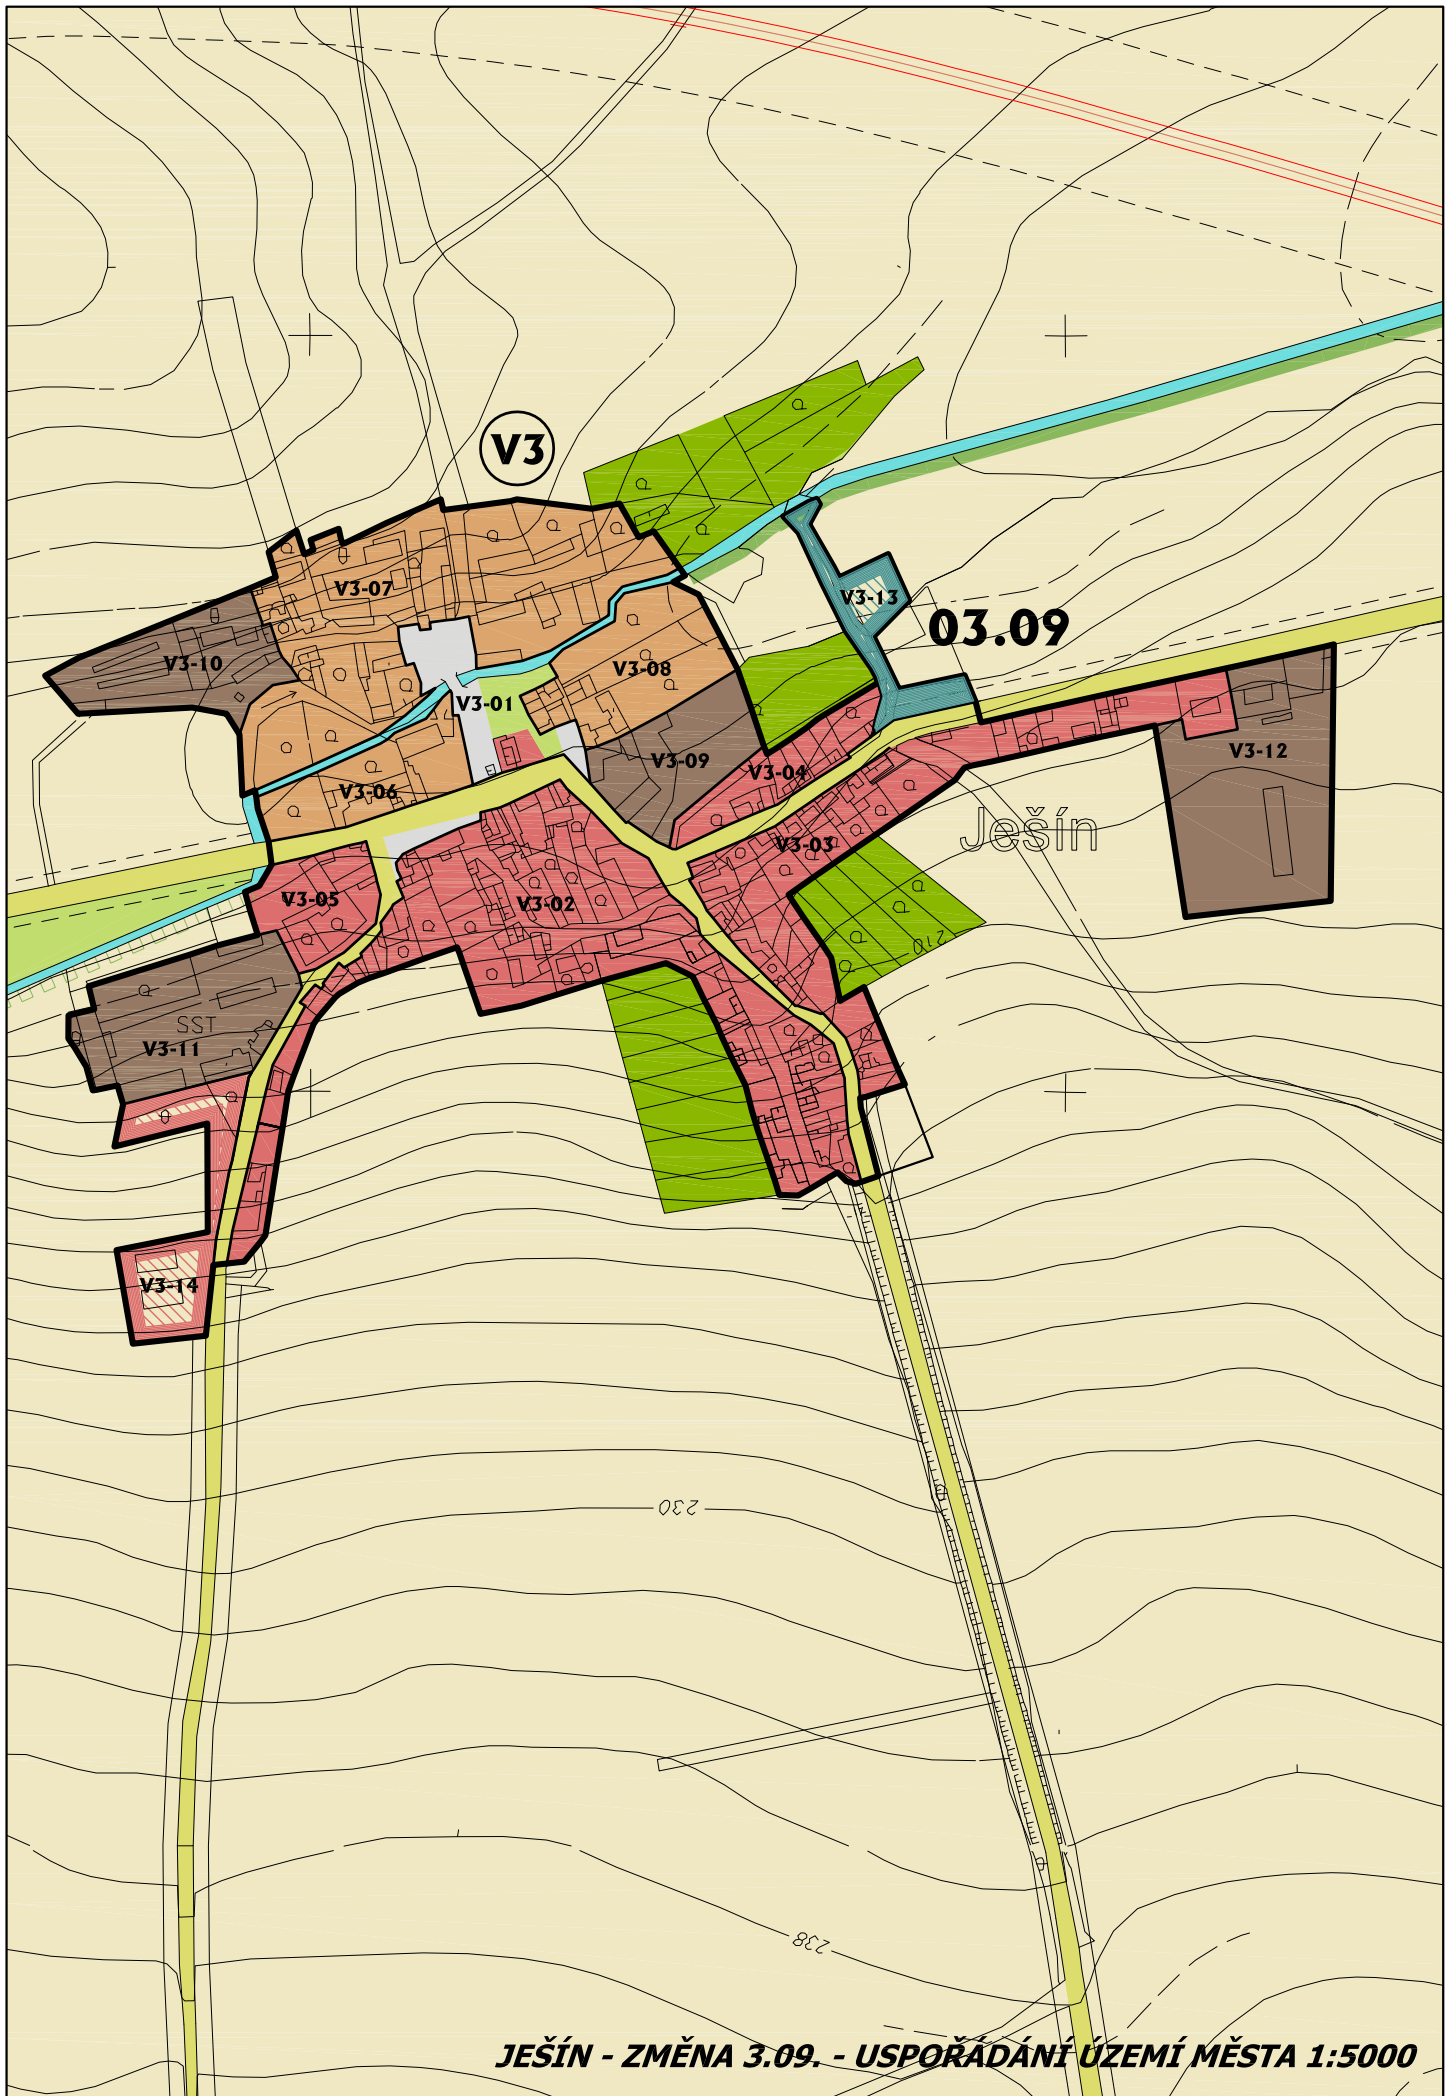 V3
V3-07
V3-13
03.09
V3-10
V3-08
V3-01
V3-12
V3-09
V3-04
V3-06
Ješín
V3-03
V3-05
V3-02
210
SST
V3-11
V3-14
230
238
JEŠÍN - ZMĚNA 3.09. - USPOŘÁDÁNÍ ÚZEMÍ MĚSTA 1:5000